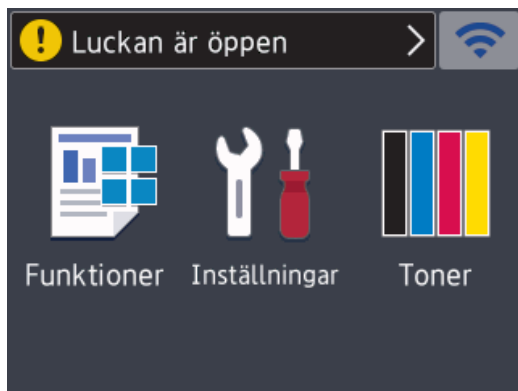 Luckan är öppen
Funktioner
Inställningar
Toner